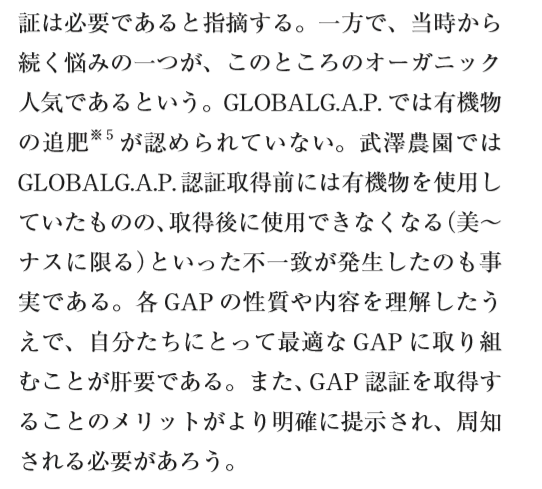 証は必要であると指摘する。一方で、当時から
続く悩みの一つが、このところのオーガニック
人気であるという。GLOBALG.A.P. では有機物
の追肥※5 が認められていない。武澤農園では
GLOBALG.A.P. 認証取得前には有機物を使用し
ていたものの、取得後に使用できなくなる（美～
ナスに限る）といった不一致が発生したのも事
実である。各 GAP の性質や内容を理解したう
えで、自分たちにとって最適な GAP に取り組
むことが肝要である。また、GAP 認証を取得す
ることのメリットがより明確に提示され、周知
される必要があろう。